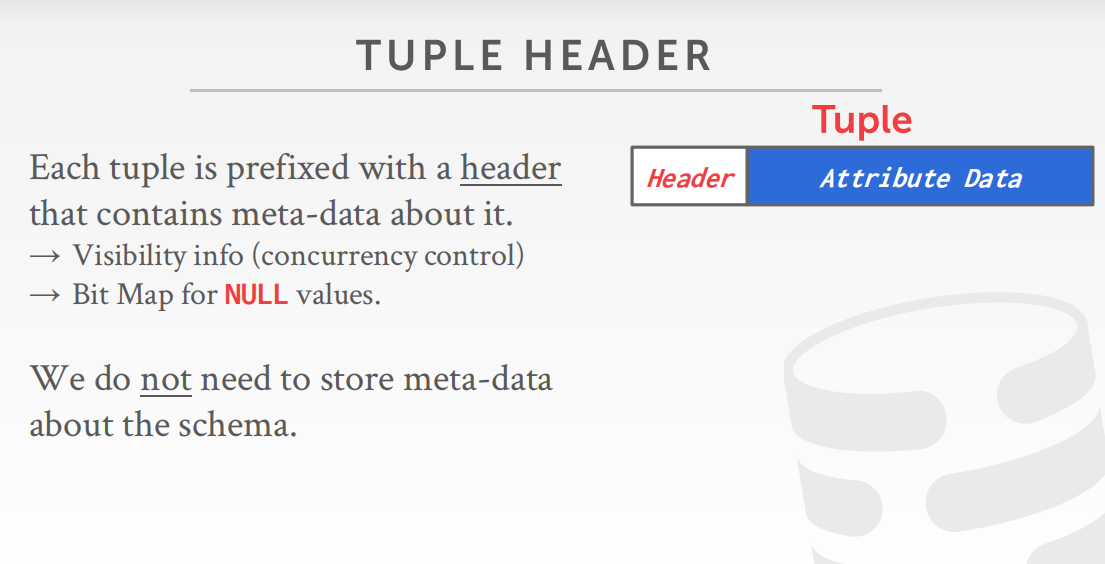 TUPLE HEADER
Each tuple is prefixed with a header
that contains meta-data about it.
→ Visibility info (concurrency control)
→ Bit Map for NULL values.
We do not need to store meta-data
about the schema.
Tuple
Header Attribute Data